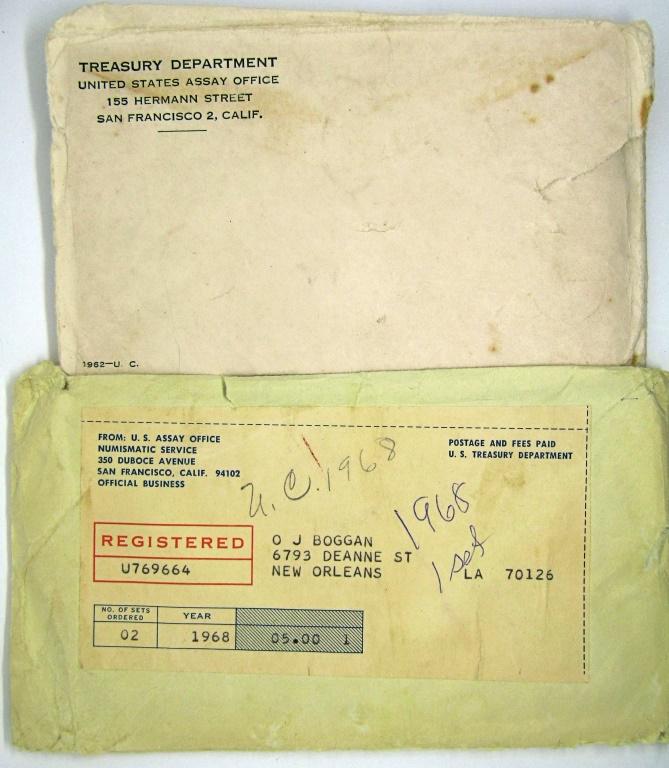 TREASURY DEPARTMENT
UNITED STATES ASSAY OFFICE
155 HERMANN STREET
SAN FRANCISCO 2, CALIF.
1962—U. C.
FROM: U. S. ASSAY OFFICE
NUMISMATIC SERVICE
350 DUBOCE AVENUE
SAN FRANCISCO, CALIF. 94102
OFFICIAL BUSINESS
POSTAGE AND FEES PAID
U. S. TREASURY DEPARTMENT
U. C. 1968
1968
1 set
REGISTERED
U769664
O J BOGGAN
6793 DEANNE ST
NEW ORLEANS LA 70126
NO. OF SETS ORDERED YEAR
02 1968 05.00 1